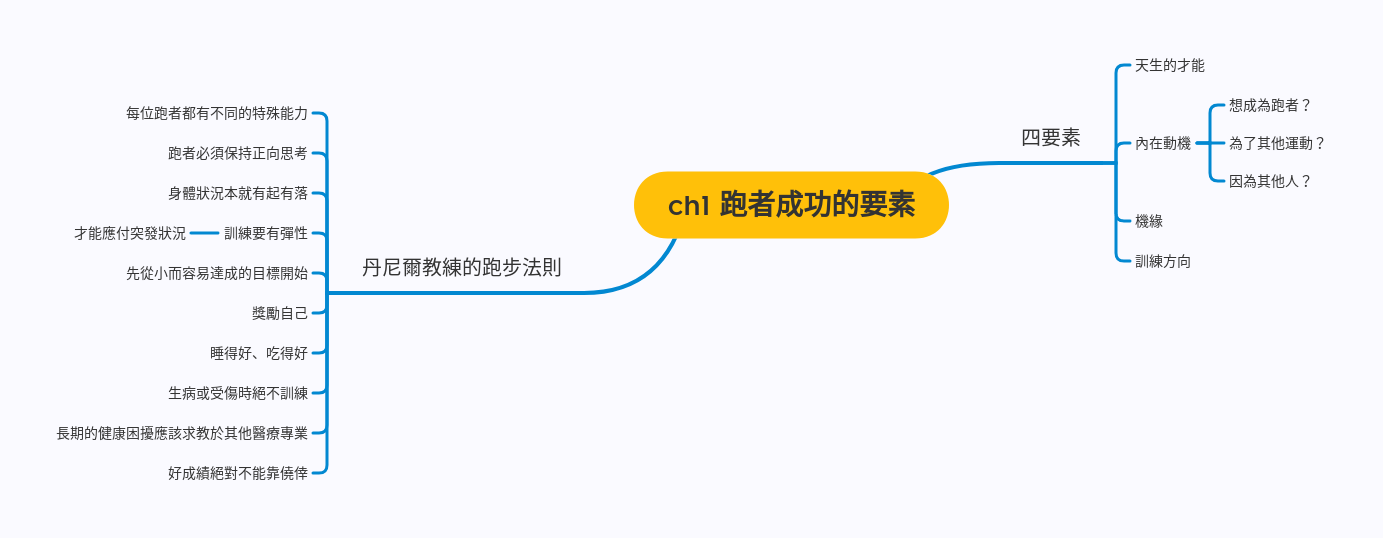 ch1 跑者成功的要素
四要素
天生的才能
內在動機
想成為跑者？
為了其他運動？
因為其他人？
機緣
訓練方向
丹尼爾教練的跑步法則
每位跑者都有不同的特殊能力
跑者必須保持正向思考
身體狀況本就有起有落
訓練要有彈性
才能應付突發狀況
先從小而容易達成的目標開始
獎勵自己
睡得好、吃得好
生病或受傷時絕不訓練
長期的健康困擾應該求教於其他醫療專業
好成績絕對不能靠僥倖